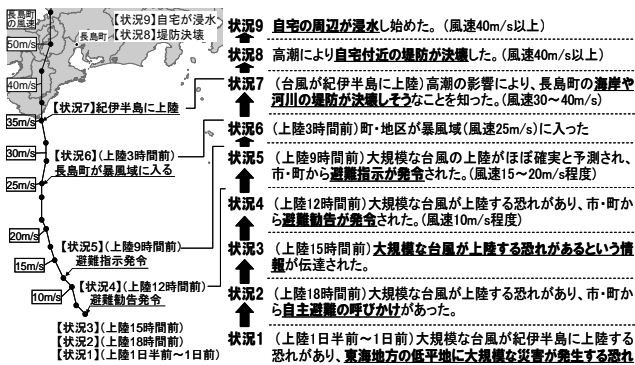 長島町
の風速
【状況9】自宅が浸水
長島町【状況8】堤防決壊
50m/s
40m/s
【状況7】紀伊半島に上陸
35m/s
30m/s
【状況6】(上陸3時間前)
長島町が暴風域に入る
25m/s
20m/s
【状況5】(上陸9時間前)
避難指示発令
15m/s
【状況4】(上陸12時間前)
避難勧告発令
10m/s
【状況3】(上陸15時間前)
【状況2】(上陸18時間前)
【状況1】(上陸1日半前~1日前)
状況9 自宅の周辺が浸水し始めた。(風速40m/s以上)
状況8 高潮により自宅付近の堤防が決壊した。(風速40m/s以上)
状況7 (台風が紀伊半島に上陸)高潮の影響により、長島町の海岸や
河川の堤防が決壊しそうなことを知った。(風速30~40m/s)
状況6 (上陸3時間前)町・地区が暴風域(風速25m/s)に入った
状況5 (上陸9時間前)大規模な台風の上陸がほぼ確実と予測され、
市・町から避難指示が発令された。(風速15~20m/s程度)
状況4 (上陸12時間前)大規模な台風が上陸する恐れがあり、市・町か
ら避難勧告が発令された。(風速10m/s程度)
状況3 (上陸15時間前)大規模な台風が上陸する恐れがあるという情
報が伝達された。
状況2 (上陸18時間前)大規模な台風が上陸する恐れがあり、市・町か
ら自主避難の呼びかけがあった。
状況1 (上陸1日半前~1日前)大規模な台風が紀伊半島に上陸する
恐れがあり、東海地方の低平地に大規模な災害が発生する恐れ